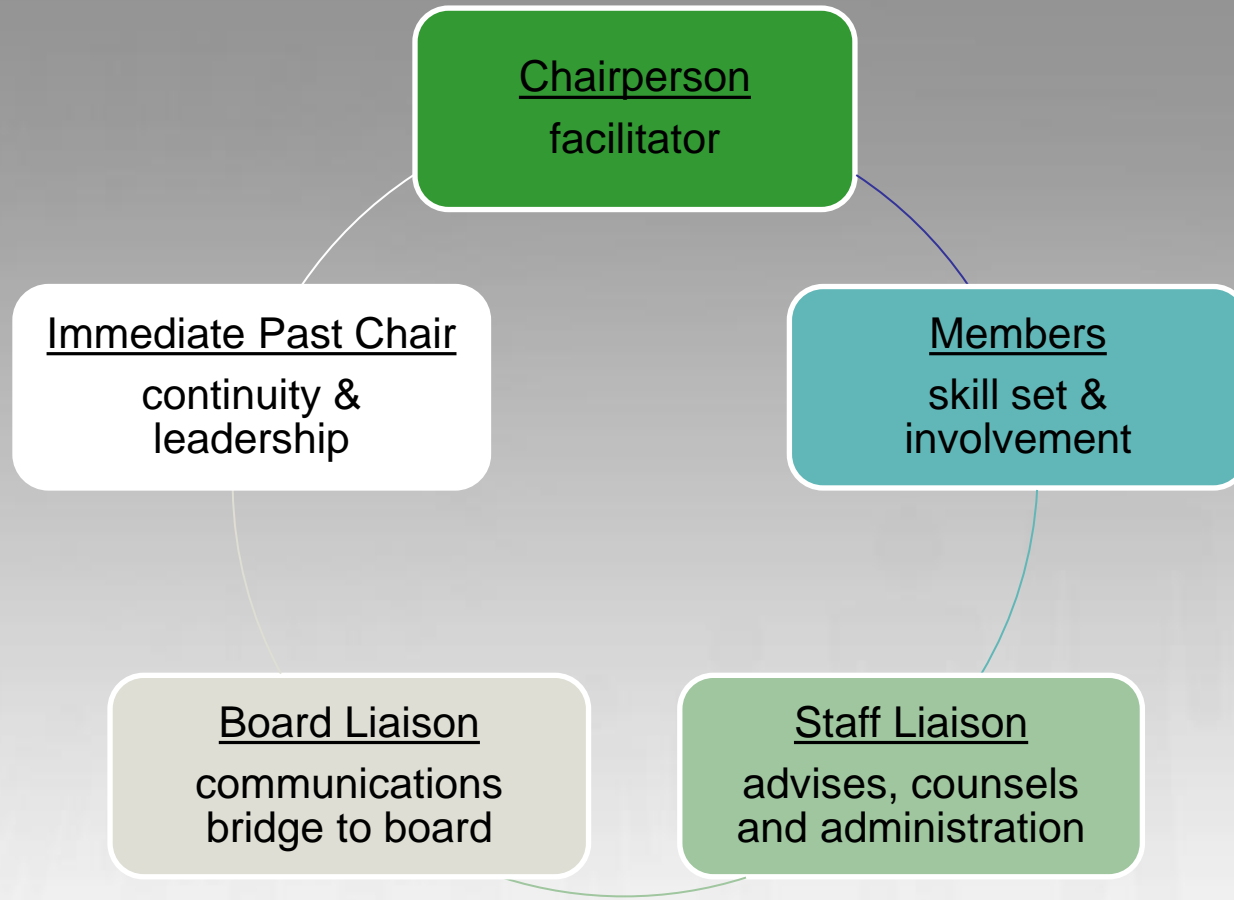 Chairperson
facilitator
Immediate Past Chair
continuity &
leadership
Members
skill set &
involvement
Board Liaison
communications
bridge to board
Staff Liaison
advises, counsels
and administration